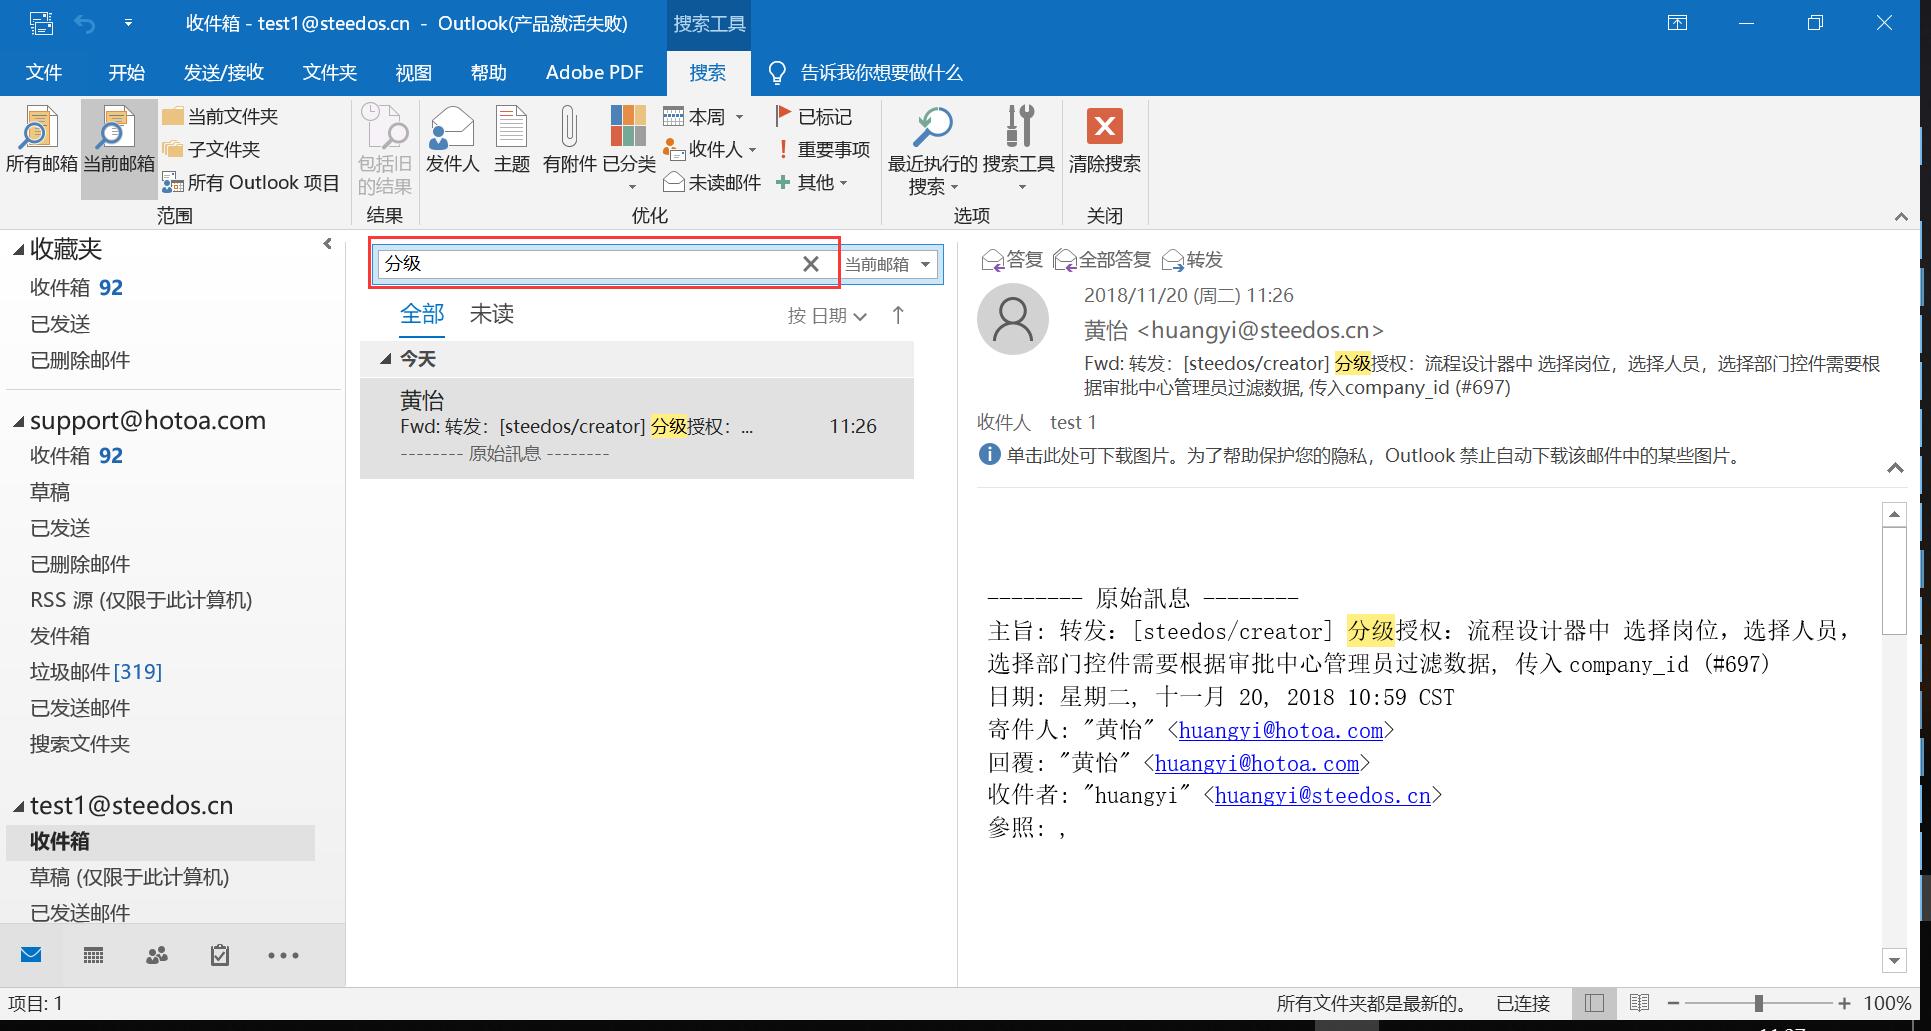 收件箱 - test1@steedos.cn - Outlook(产品激活失败)
搜索工具
文件 开始 发送/接收 文件夹 视图 帮助 Adobe PDF 搜索 告诉我你想要做什么
所有邮箱
当前邮箱
当前文件夹
子文件夹
所有 Outlook 项目
范围
包括旧
的结果
结果
发件人
主题
有附件
已分类
本周
收件人
未读邮件
已标记
重要事项
其他
优化
最近执行的
搜索
搜索工具
选项
清除搜索
关闭
收藏夹
收件箱 92
已发送
已删除邮件
support@hotoa.com
收件箱 92
草稿
已发送
已删除邮件
RSS 源 (仅限于此计算机)
发件箱
垃圾邮件 [319]
已发送邮件
搜索文件夹
test1@steedos.cn
收件箱
草稿 (仅限于此计算机)
已发送邮件
分级
当前邮箱
全部 未读 按 日期
今天
黄怡
Fwd: 转发：[steedos/creator] 分级授权：... 11:26
-------- 原始訊息 --------
答复 全部答复 转发
2018/11/20 (周二) 11:26
黄怡 <huangyi@steedos.cn>
Fwd: 转发：[steedos/creator] 分级授权：流程设计器中 选择岗位，选择人员，选择部门控件需要根
据审批中心管理员过滤数据, 传入company_id (#697)
收件人 test 1
单击此处可下载图片。为了帮助保护您的隐私，Outlook 禁止自动下载该邮件中的某些图片。
-------- 原始訊息 --------
主旨: 转发：[steedos/creator] 分级授权：流程设计器中 选择岗位，选择人员，
选择部门控件需要根据审批中心管理员过滤数据, 传入company_id (#697)
日期: 星期二, 十一月 20, 2018 10:59 CST
寄件人: "黄怡" <huangyi@hotoa.com>
回覆: "黄怡" <huangyi@hotoa.com>
收件者: "huangyi" <huangyi@steedos.cn>
參照: ,
项目: 1
所有文件夹都是最新的。 已连接 100%